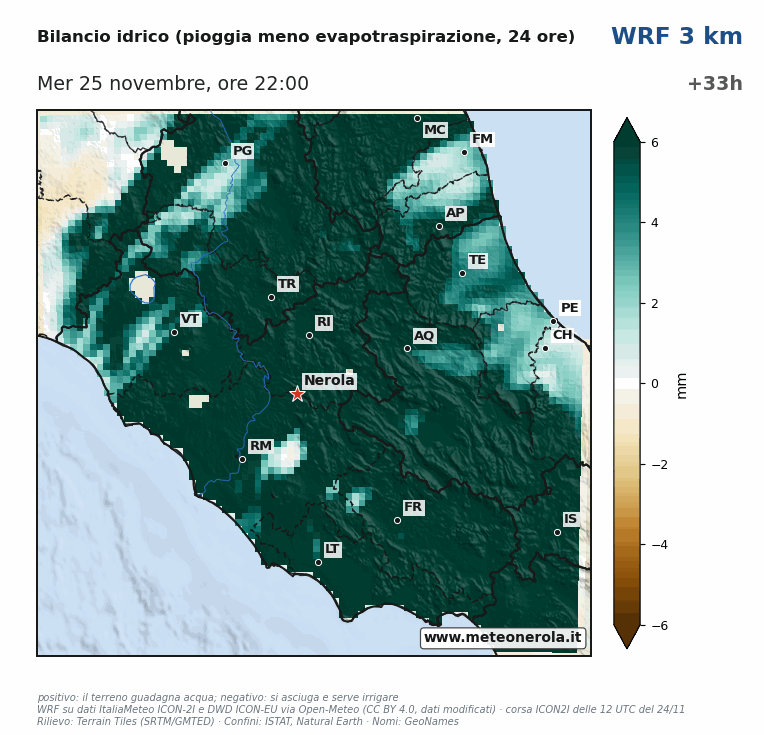 Bilancio idrico (pioggia meno evapotraspirazione, 24 ore)
WRF 3 km
Mer 25 novembre, ore 22:00
+33h
MC
FM
PG
AP
TE
TR
PE
VT
RI
AQ
CH
Nerola
RM
FR
IS
LT
www.meteonerola.it
6
4
2
0
−2
−4
−6
mm
positivo: il terreno guadagna acqua; negativo: si asciuga e serve irrigare
WRF su dati ItaliaMeteo ICON-2I e DWD ICON-EU via Open-Meteo (CC BY 4.0, dati modificati) · corsa ICON2I delle 12 UTC del 24/11
Rilievo: Terrain Tiles (SRTM/GMTED) · Confini: ISTAT, Natural Earth · Nomi: GeoNames